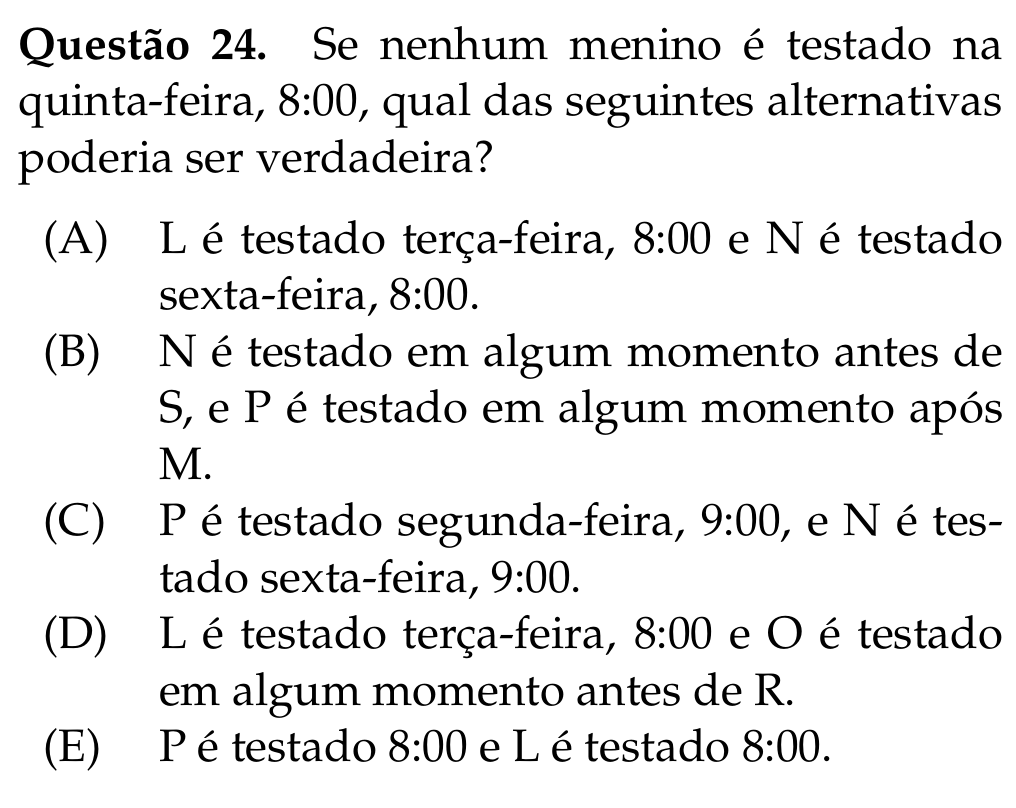 Questão 24. Se nenhum menino é testado na
quinta-feira, 8:00, qual das seguintes alternativas
poderia ser verdadeira?
(A) L é testado terça-feira, 8:00 e N é testado
sexta-feira, 8:00.
(B) N é testado em algum momento antes de
S, e P é testado em algum momento após
M.
(C) P é testado segunda-feira, 9:00, e N é tes-
tado sexta-feira, 9:00.
(D) L é testado terça-feira, 8:00 e O é testado
em algum momento antes de R.
(E) P é testado 8:00 e L é testado 8:00.